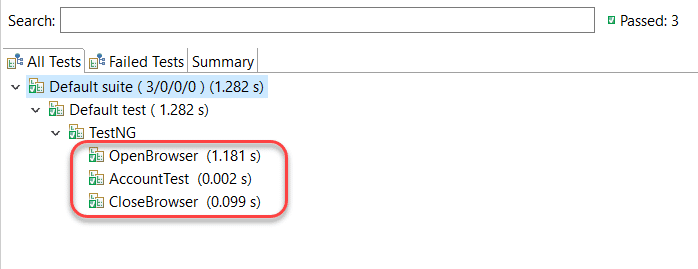 Search: Passed: 3
All Tests Failed Tests Summary
Default suite ( 3/0/0/0 ) (1.282 s)
Default test ( 1.282 s)
TestNG
OpenBrowser (1.181 s)
AccountTest (0.002 s)
CloseBrowser (0.099 s)